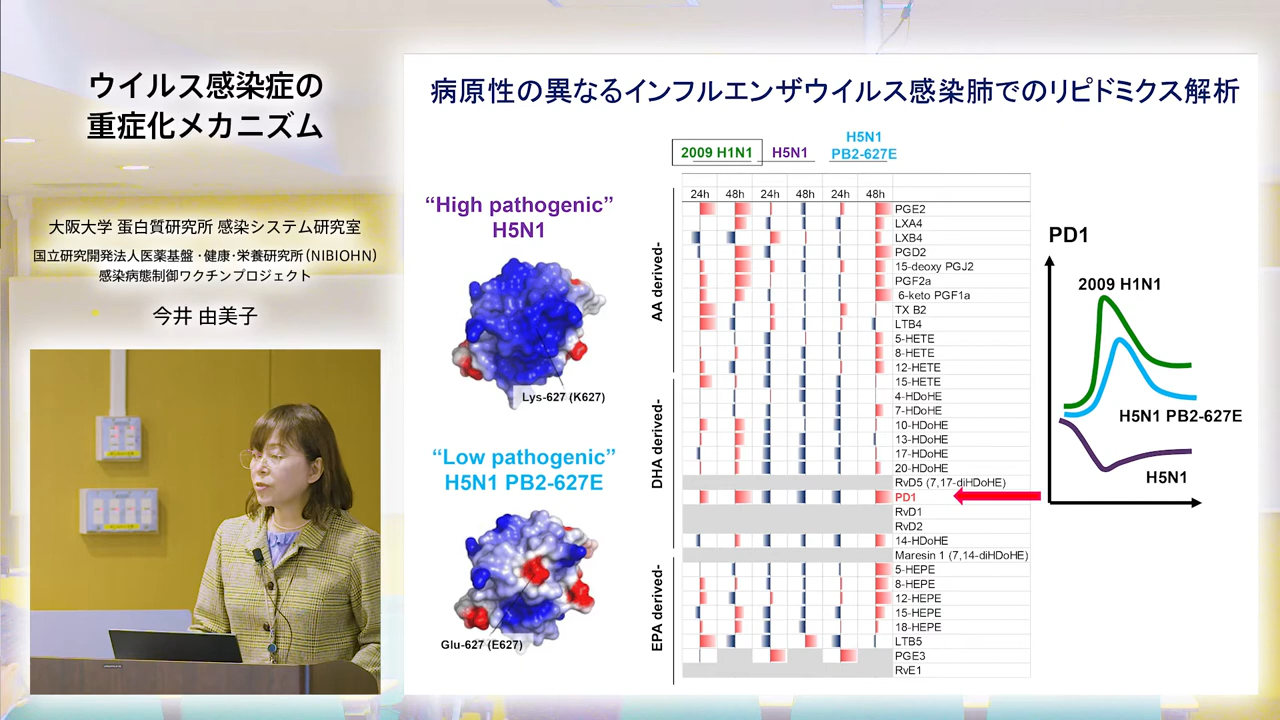 ウイルス感染症の
重症化メカニズム
大阪大学 蛋白質研究所 感染システム研究室
国立研究開発法人医薬基盤・健康・栄養研究所(NIBIOHN)
感染病態制御ワクチンプロジェクト
今井 由美子
病原性の異なるインフルエンザウイルス感染肺でのリピドミクス解析
“High pathogenic”
H5N1
Lys-627 (K627)
“Low pathogenic”
H5N1 PB2-627E
Glu-627 (E627)
2009 H1N1 H5N1 H5N1
PB2-627E
24h 48h 24h 48h 24h 48h
AA derived-
PGE2
LXA4
LXB4
PGD2
15-deoxy PGJ2
PGF2a
6-keto PGF1a
TX B2
LTB4
5-HETE
8-HETE
12-HETE
15-HETE
DHA derived-
4-HDoHE
7-HDoHE
10-HDoHE
13-HDoHE
17-HDoHE
20-HDoHE
RvD5 (7,17-diHDoHE)
PD1
RvD1
RvD2
14-HDoHE
Maresin 1 (7,14-diHDoHE)
EPA derived-
5-HEPE
8-HEPE
12-HEPE
15-HEPE
18-HEPE
LTB5
PGE3
RvE1
PD1
2009 H1N1
H5N1 PB2-627E
H5N1